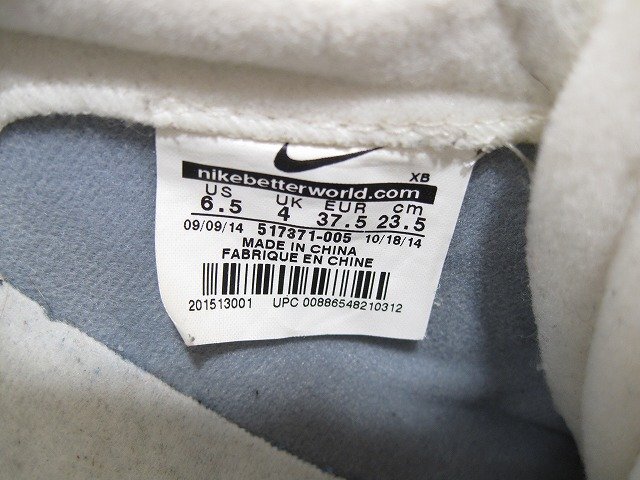 XB
nikebetterworld.com
US UK EUR cm
6.5 4 37.5 23.5
09/09/14 517371-005 10/18/14
MADE IN CHINA
FABRIQUE EN CHINE
201513001 UPC 00886548210312